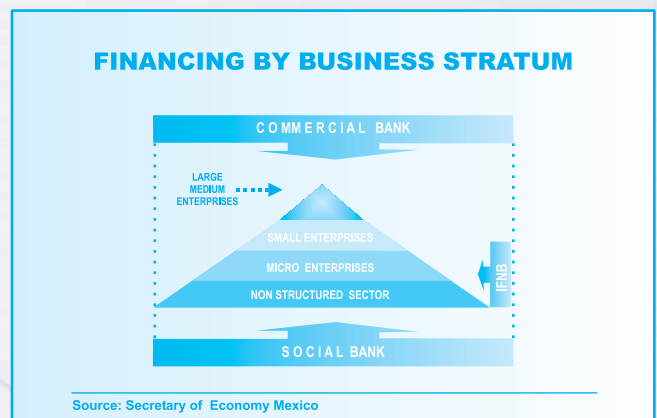 FINANCING BY BUSINESS STRATUM
COMMERCIAL BANK
LARGE
MEDIUM
ENTERPRISES
SMALL ENTERPRISES
MICRO ENTERPRISES
NON STRUCTURED SECTOR
IFNB
SOCIAL BANK
Source: Secretary of Economy Mexico